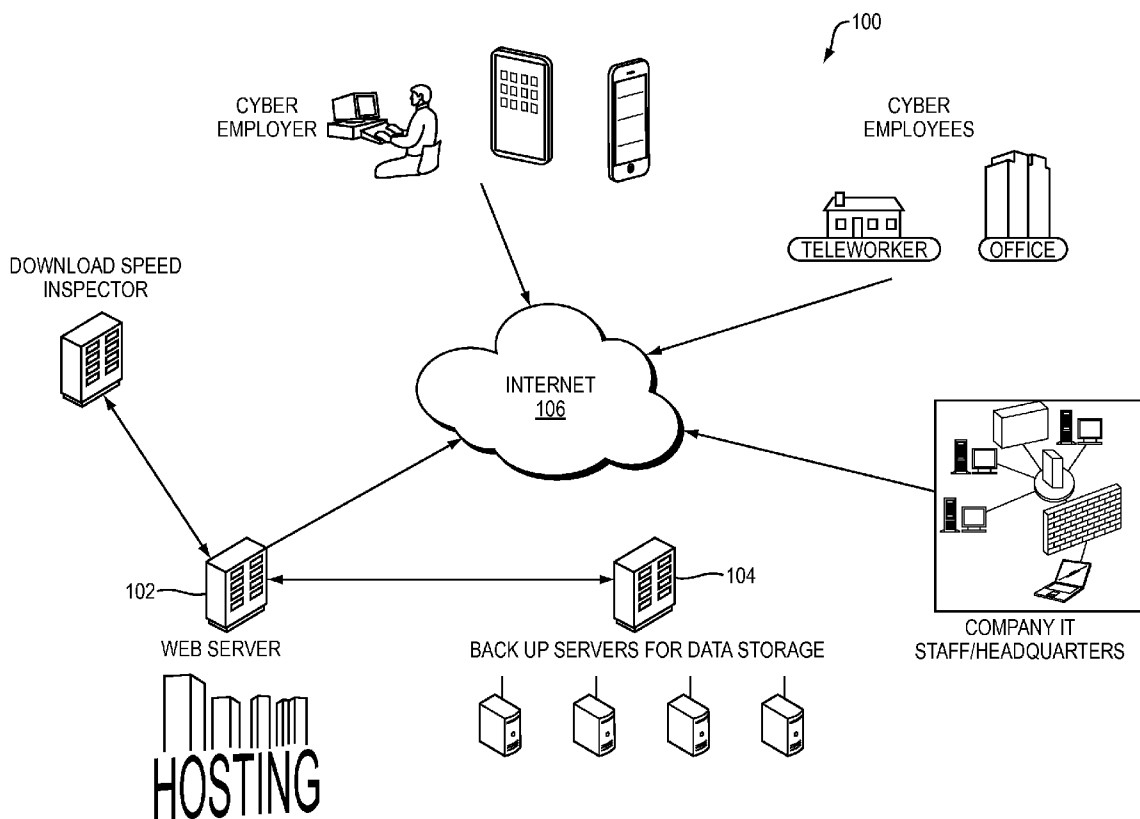 100
CYBER
EMPLOYER
CYBER
EMPLOYEES
TELEWORKER
OFFICE
DOWNLOAD SPEED
INSPECTOR
INTERNET
106
102
104
WEB SERVER
BACK UP SERVERS FOR DATA STORAGE
COMPANY IT
STAFF/HEADQUARTERS
HOSTING